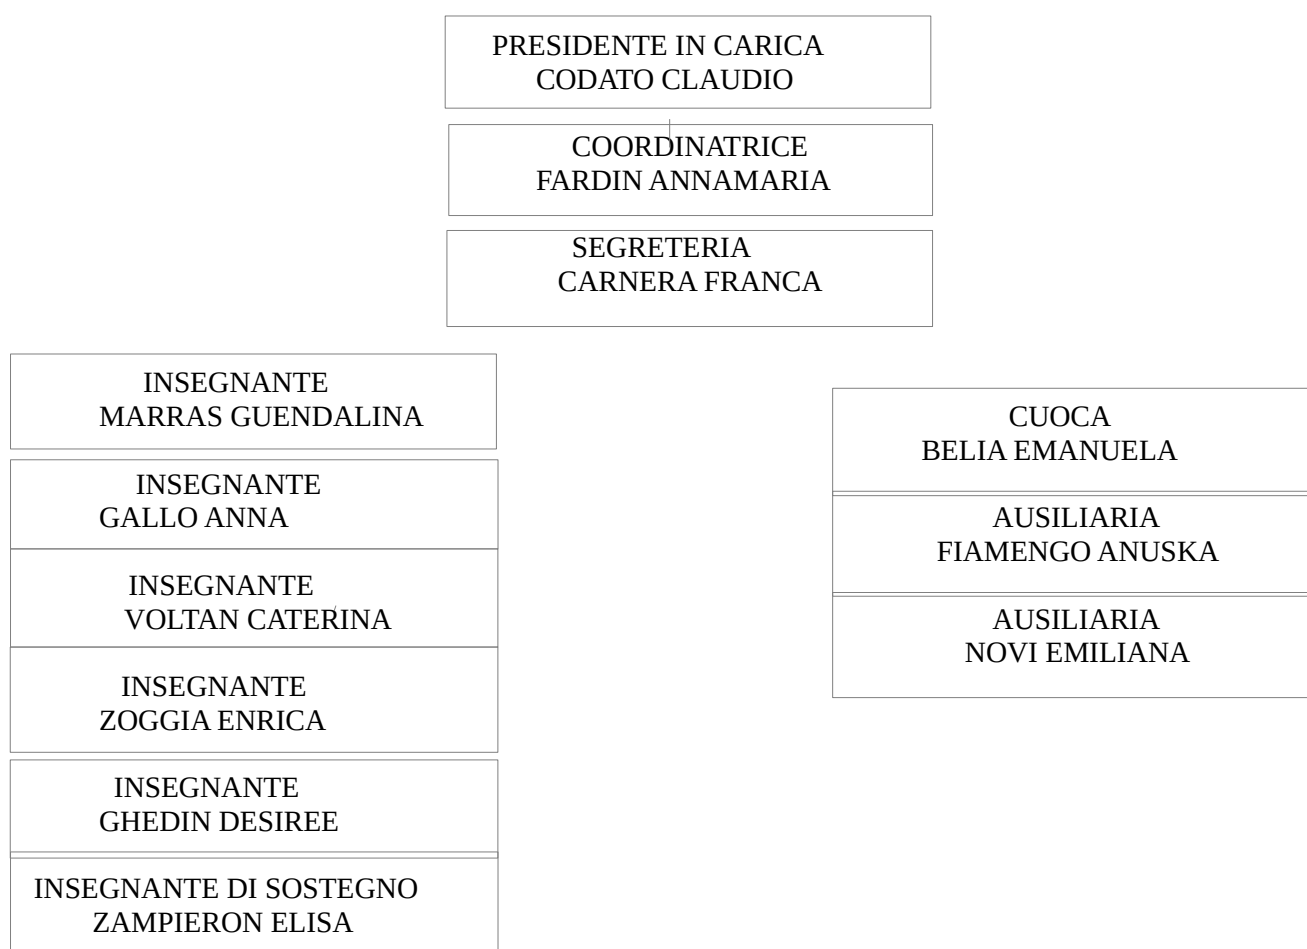 PRESIDENTE IN CARICA
CODATO CLAUDIO
COORDINATRICE
FARDIN ANNAMARIA
SEGRETERIA
CARNERA FRANCA
INSEGNANTE
MARRAS GUENDALINA
INSEGNANTE
GALLO ANNA
INSEGNANTE
VOLTAN CATERINA
INSEGNANTE
ZOGGIA ENRICA
INSEGNANTE
GHEDIN DESIREE
INSEGNANTE DI SOSTEGNO
ZAMPIERON ELISA
CUOCA
BELIA EMANUELA
AUSILIARIA
FIAMENGO ANUSKA
AUSILIARIA
NOVI EMILIANA